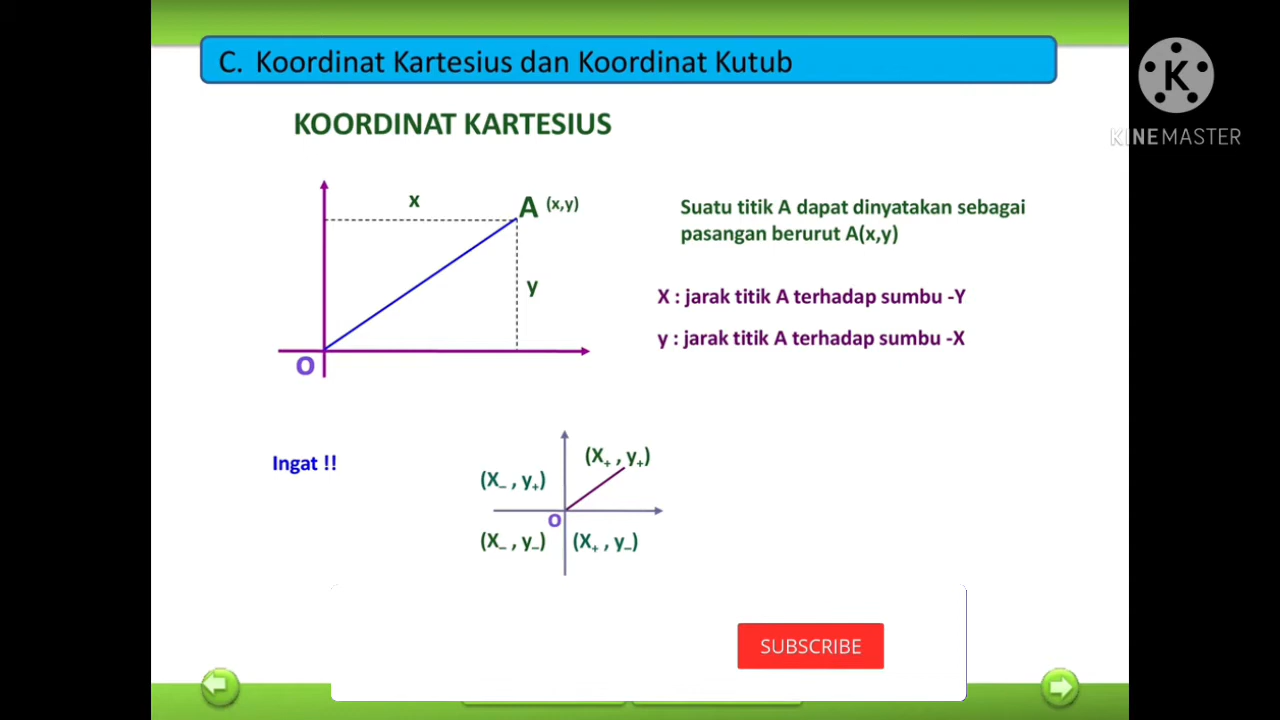 C. Koordinat Kartesius dan Koordinat Kutub
KINEMASTER
KOORDINAT KARTESIUS
x
A (x,y)
y
O
Suatu titik A dapat dinyatakan sebagai
pasangan berurut A(x,y)
X : jarak titik A terhadap sumbu -Y
y : jarak titik A terhadap sumbu -X
Ingat !!
(X₊ , y₊)
(X₋ , y₊)
O
(X₋ , y₋) (X₊ , y₋)
SUBSCRIBE